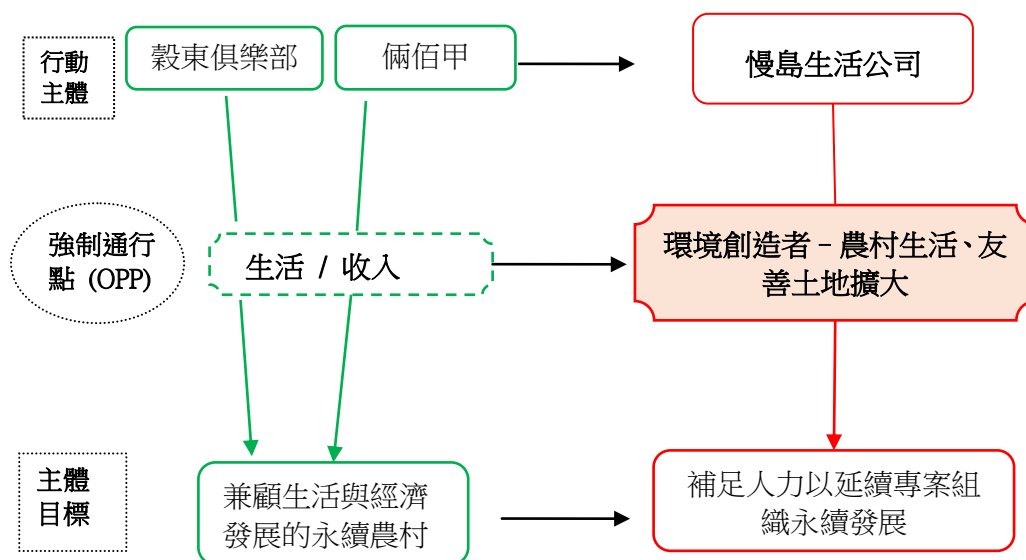 行動
主體
穀東俱樂部
倆佰甲
慢島生活公司
強制通行
點 (OPP)
生活 / 收入
環境創造者－農村生活、友
善土地擴大
主體
目標
兼顧生活與經濟
發展的永續農村
補足人力以延續專案組
織永續發展